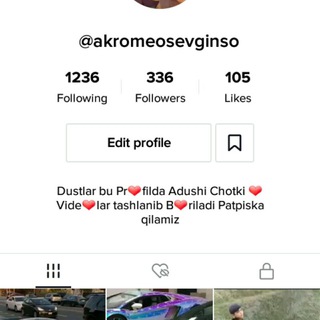 @akromeosevginso
1236 336 105
Following Followers Likes
Edit profile
Dustlar bu Pr❤️filda Adushi Chotki ❤️
Vide❤️lar tashlanib B❤️riladi Patpiska
qilamiz